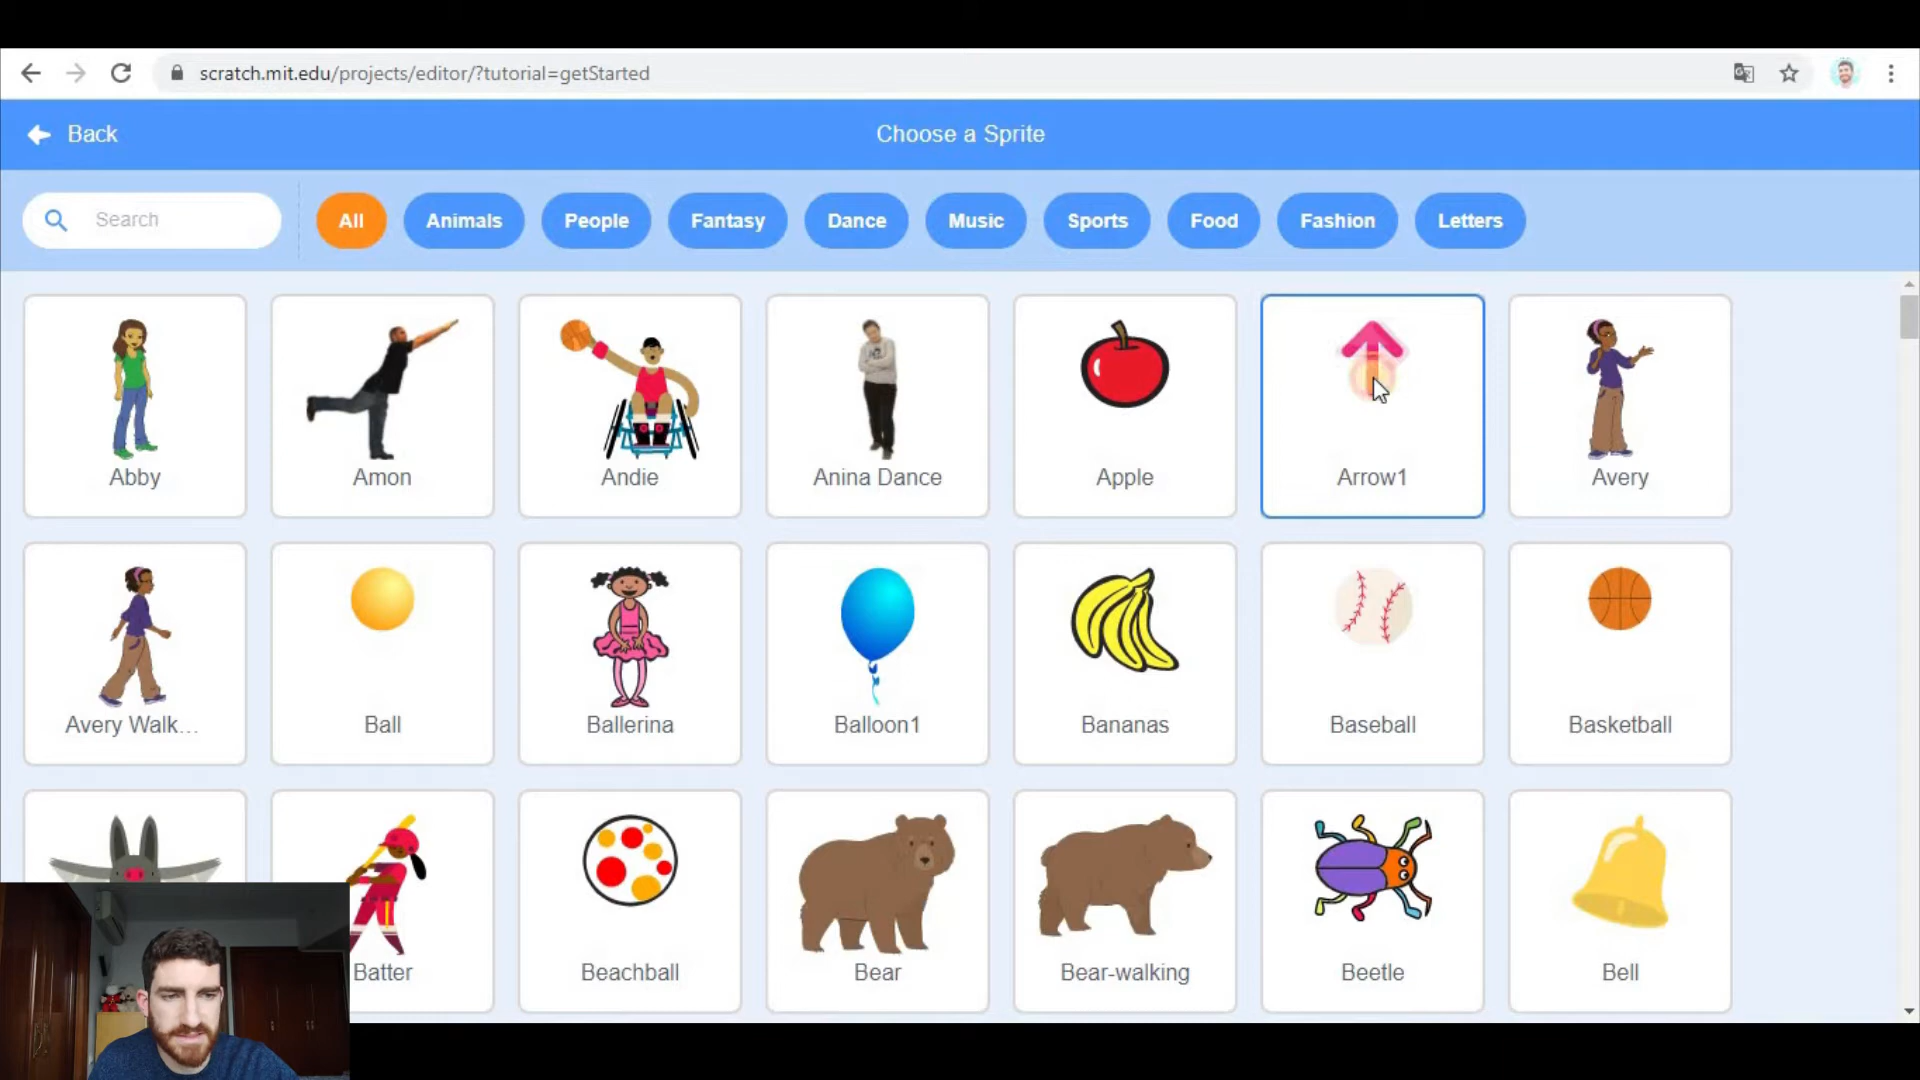 scratch.mit.edu/projects/editor/?tutorial=getStarted
Back
Choose a Sprite
Search
All
Animals
People
Fantasy
Dance
Music
Sports
Food
Fashion
Letters
Abby
Amon
Andie
Anina Dance
Apple
Arrow1
Avery
Avery Walk...
Ball
Ballerina
Balloon1
Bananas
Baseball
Basketball
Batter
Beachball
Bear
Bear-walking
Beetle
Bell